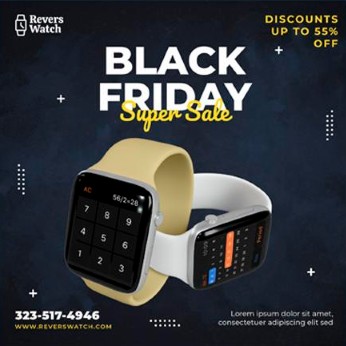 Revers
Watch
DISCOUNTS
UP TO 55%
OFF
BLACK
FRIDAY
Super Sale
AC
56/2=28
7 8 9
4 5 6
1 2 3
323-517-4946
WWW.REVERSWATCH.COM
Lorem ipsum dolor sit amet,
consectetuer adipiscing elit sed